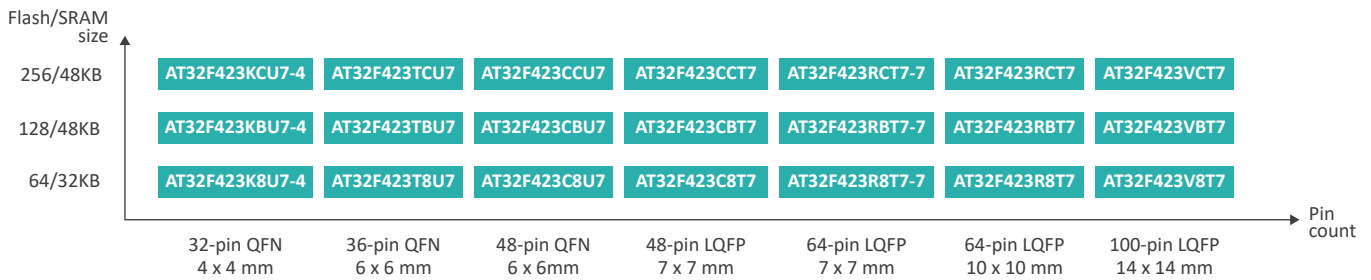 Flash/SRAM
size
256/48KB AT32F423KCU7-4 AT32F423TCU7 AT32F423CCU7 AT32F423CCT7 AT32F423RCT7-7 AT32F423RCT7 AT32F423VCT7
128/48KB AT32F423KBU7-4 AT32F423TBU7 AT32F423CBU7 AT32F423CBT7 AT32F423RBT7-7 AT32F423RBT7 AT32F423VBT7
64/32KB AT32F423K8U7-4 AT32F423T8U7 AT32F423C8U7 AT32F423C8T7 AT32F423R8T7-7 AT32F423R8T7 AT32F423V8T7
Pin
count
32-pin QFN 36-pin QFN 48-pin QFN 48-pin LQFP 64-pin LQFP 64-pin LQFP 100-pin LQFP
4 x 4 mm 6 x 6 mm 6 x 6mm 7 x 7 mm 7 x 7 mm 10 x 10 mm 14 x 14 mm